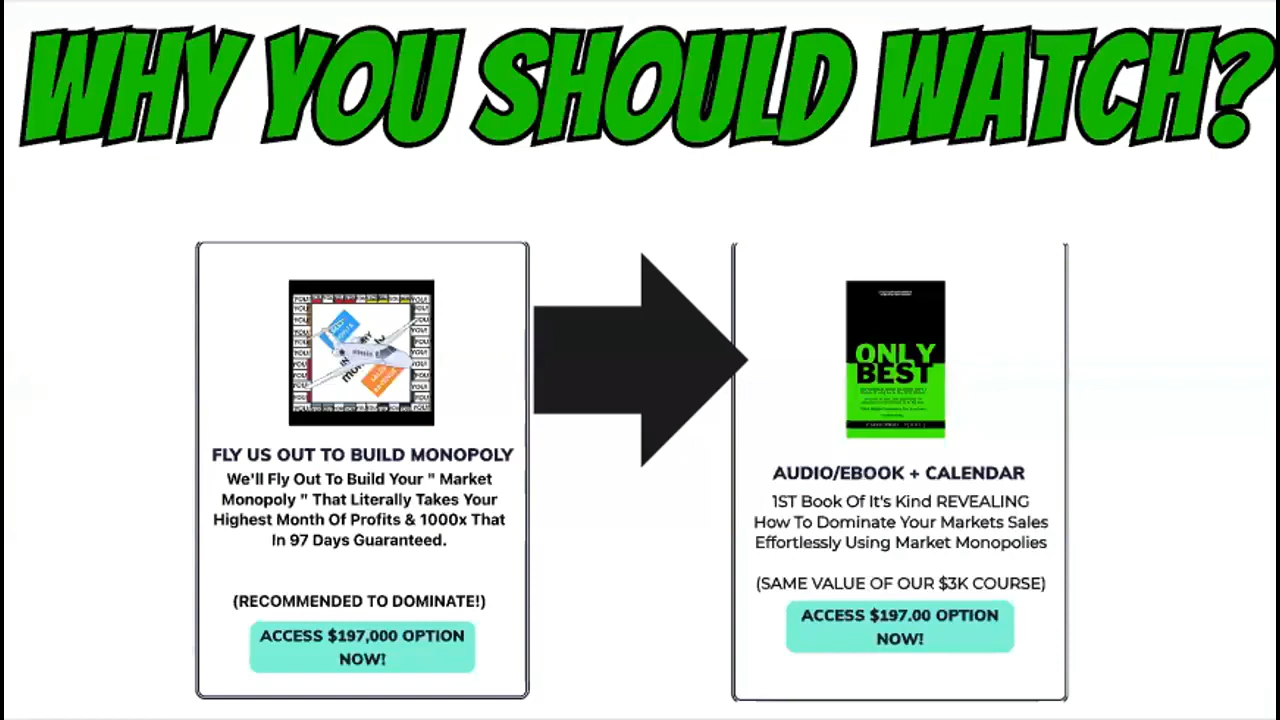 WHY YOU SHOULD WATCH?
FLY US OUT TO BUILD MONOPOLY
We'll Fly Out To Build Your " Market
Monopoly " That Literally Takes Your
Highest Month Of Profits & 1000x That
In 97 Days Guaranteed.
(RECOMMENDED TO DOMINATE!)
ACCESS $197,000 OPTION
NOW!
ONLY
BEST
AUDIO/EBOOK + CALENDAR
1ST Book Of It's Kind REVEALING
How To Dominate Your Markets Sales
Effortlessly Using Market Monopolies
(SAME VALUE OF OUR $3K COURSE)
ACCESS $197.00 OPTION
NOW!